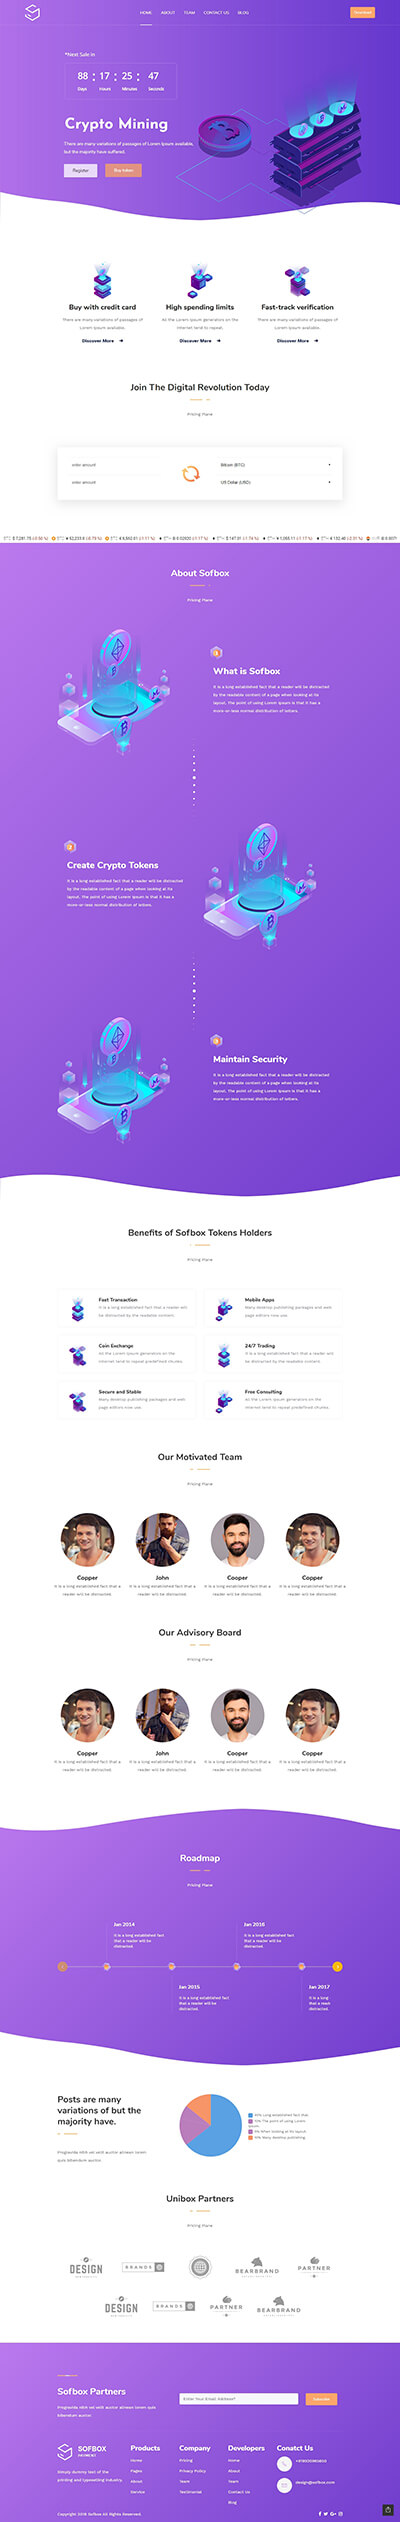 HOME ABOUT TEAM CONTACT US BLOG
Download
*Next Sale in
88 : 17 : 25 : 47
Days Hours Minutes Seconds
Crypto Mining
There are many variations of passages of Lorem Ipsum available,
but the majority have suffered.
Register Buy token
Buy with credit card
There are many variations of passages of
Lorem Ipsum available.
Discover More
High spending limits
All the Lorem Ipsum generators on the
Internet tend to repeat.
Discover More
Fast-track verification
There are many variations of passages of
Lorem Ipsum available.
Discover More
Join The Digital Revolution Today
Pricing Plane
enter amount Bitcoin (BTC)
enter amount US Dollar (USD)
About Sofbox
Pricing Plane
What is Sofbox
It is a long established fact that a reader will be distracted
by the readable content of a page when looking at its
layout. The point of using Lorem Ipsum is that it has a
more-or-less normal distribution of letters.
Create Crypto Tokens
It is a long established fact that a reader will be distracted
by the readable content of a page when looking at its
layout. The point of using Lorem Ipsum is that it has a
more-or-less normal distribution of letters.
Maintain Security
It is a long established fact that a reader will be distracted
by the readable content of a page when looking at its
layout. The point of using Lorem Ipsum is that it has a
more-or-less normal distribution of letters.
Benefits of Sofbox Tokens Holders
Pricing Plane
Fast Transaction
It is a long established fact that a reader will
be distracted by the readable content.
Mobile Apps
Many desktop publishing packages and web
page editors now use.
Coin Exchange
All the Lorem Ipsum generators on the
Internet tend to repeat predefined chunks.
24/7 Trading
It is a long established fact that a reader will
be distracted by the readable content.
Secure and Stable
Many desktop publishing packages and web
page editors now use.
Free Consulting
All the Lorem Ipsum generators on the
Internet tend to repeat predefined chunks.
Our Motivated Team
Pricing Plane
Copper
It is a long established fact that a
reader will be distracted.
John
It is a long established fact that a
reader will be distracted.
Cooper
It is a long established fact that a
reader will be distracted.
Copper
It is a long established fact that a
reader will be distracted.
Our Advisory Board
Pricing Plane
Copper
It is a long established fact that a
reader will be distracted.
John
It is a long established fact that a
reader will be distracted.
Cooper
It is a long established fact that a
reader will be distracted.
Copper
It is a long established fact that a
reader will be distracted.
Roadmap
Pricing Plane
Jan 2014
It is a long established fact
that a reader will be
distracted.
Jan 2016
It is a long established fact
that a reader will be
distracted.
Jan 2015
It is a long established fact
that a reader will be
distracted.
Jan 2017
It is a long
that a reader
distracted.
Posts are many
variations of but the
majority have.
Unibox Partners
Pricing Plane
DESIGN
BRANDS
BEARBRAND
PARTNER
DESIGN
BRANDS
PARTNER
BEARBRAND
Sofbox Partners
Enter Your Email Address*
Subscribe
SOFBOX
Simply dummy text of the
printing and typesetting industry.
Products
Home
Pages
About
Service
Company
Pricing
Privacy Policy
Team
Testimonial
Developers
Home
About
Team
Contact Us
Blog
Conatct Us
design@sofbox.com
Copyright 2018 Sofbox All Rights Reserved.